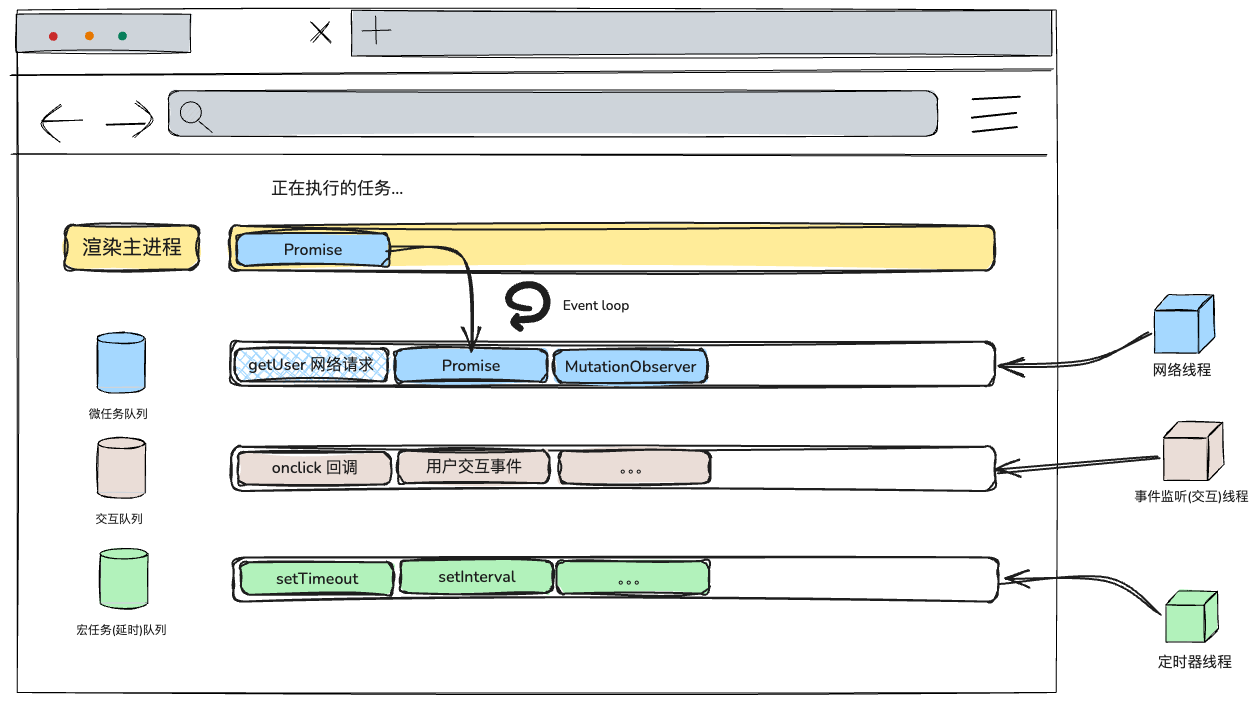 正在执行的任务...
渲染主进程
Promise
Event loop
getUser 网络请求
Promise
MutationObserver
网络线程
微任务队列
onclick 回调
用户交互事件
。。。
事件监听(交互)线程
交互队列
setTimeout
setInterval
。。。
宏任务(延时)队列
定时器线程